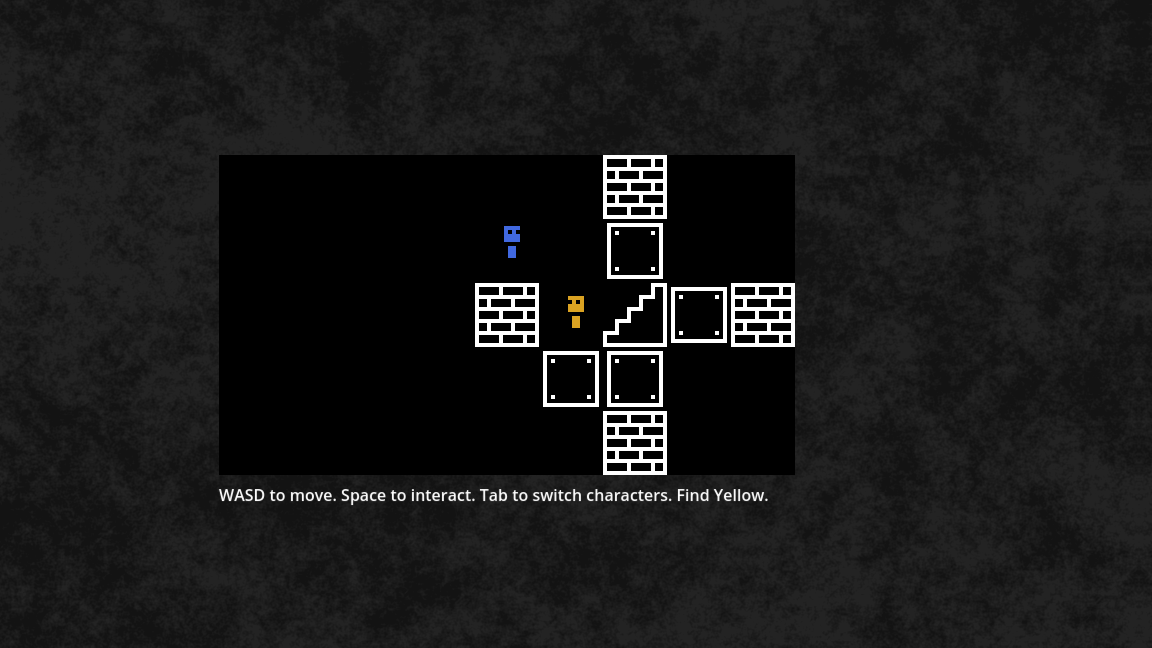 WASD to move. Space to interact. Tab to switch characters. Find Yellow.